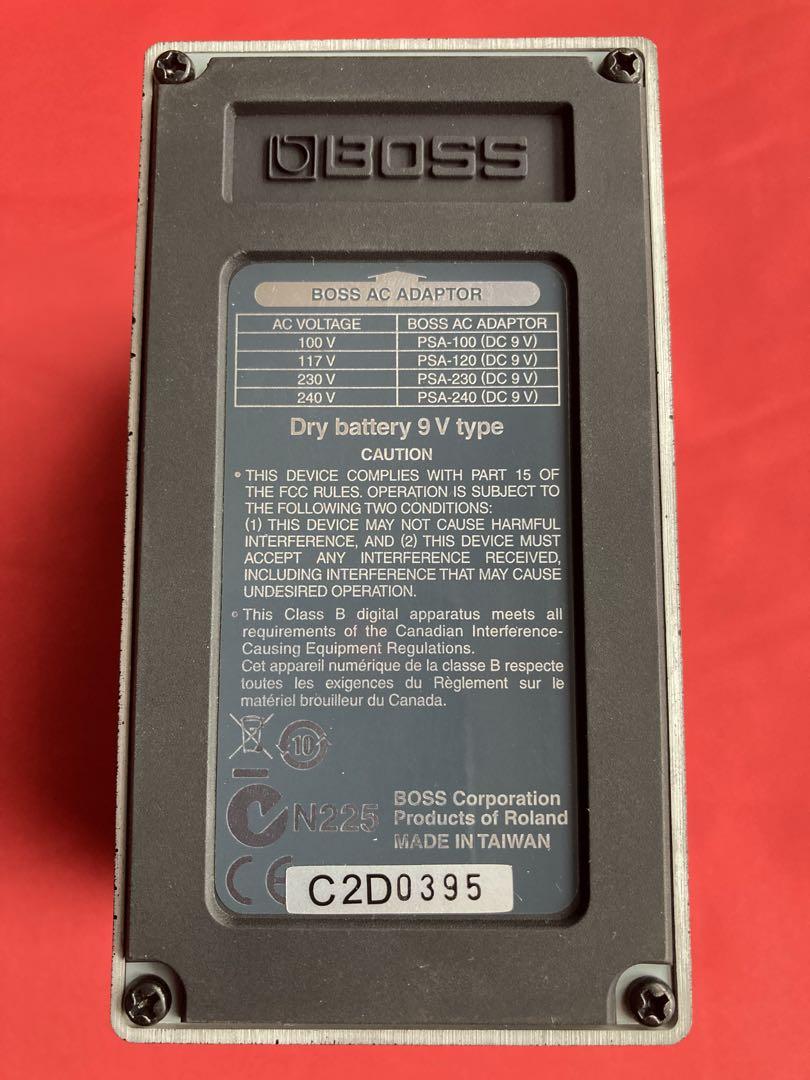 BOSS
BOSS AC ADAPTOR
AC VOLTAGE BOSS AC ADAPTOR
100 V PSA-100 (DC 9 V)
117 V PSA-120 (DC 9 V)
230 V PSA-230 (DC 9 V)
240 V PSA-240 (DC 9 V)
Dry battery 9 V type
CAUTION
• THIS DEVICE COMPLIES WITH PART 15 OF
THE FCC RULES. OPERATION IS SUBJECT TO
THE FOLLOWING TWO CONDITIONS:
(1) THIS DEVICE MAY NOT CAUSE HARMFUL
INTERFERENCE, AND (2) THIS DEVICE MUST
ACCEPT ANY INTERFERENCE RECEIVED,
INCLUDING INTERFERENCE THAT MAY CAUSE
UNDESIRED OPERATION.
• This Class B digital apparatus meets all
requirements of the Canadian Interference-
Causing Equipment Regulations.
Cet appareil numérique de la classe B respecte
toutes les exigences du Règlement sur le
matériel brouilleur du Canada.
10
N225
BOSS Corporation
Products of Roland
MADE IN TAIWAN
CE
C2D0395